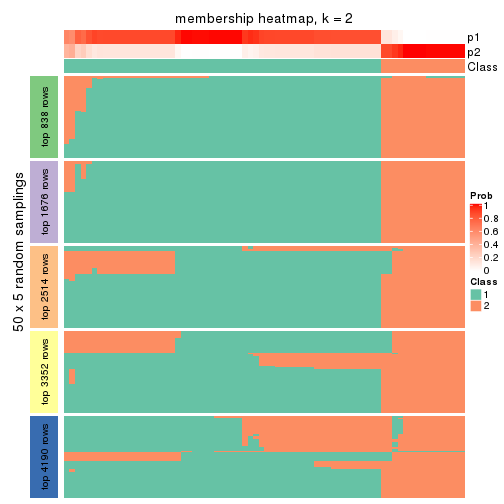 membership heatmap, k = 2
p1
p2
Class
50 x 5 random samplings
top 838 rows
top 1676 rows
top 2514 rows
top 3352 rows
top 4190 rows
Prob
1
0.8
0.6
0.4
0.2
0
Class
1
2